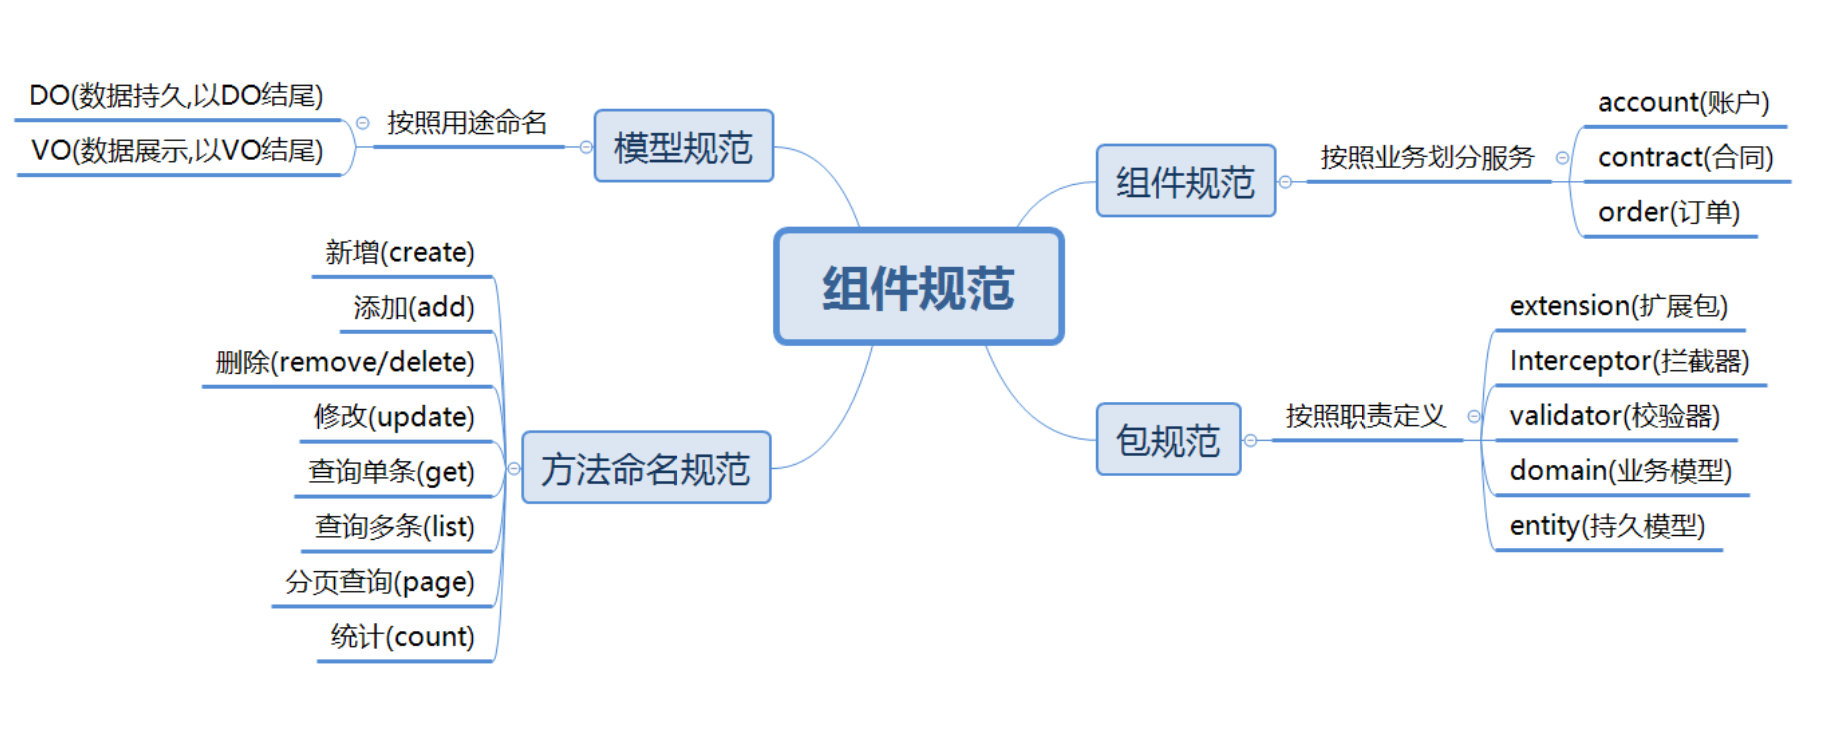 组件规范
模型规范
按照用途命名
DO(数据持久,以DO结尾)
VO(数据展示,以VO结尾)
方法命名规范
新增(create)
添加(add)
删除(remove/delete)
修改(update)
查询单条(get)
查询多条(list)
分页查询(page)
统计(count)
组件规范
按照业务划分服务
account(账户)
contract(合同)
order(订单)
包规范
按照职责定义
extension(扩展包)
Interceptor(拦截器)
validator(校验器)
domain(业务模型)
entity(持久模型)